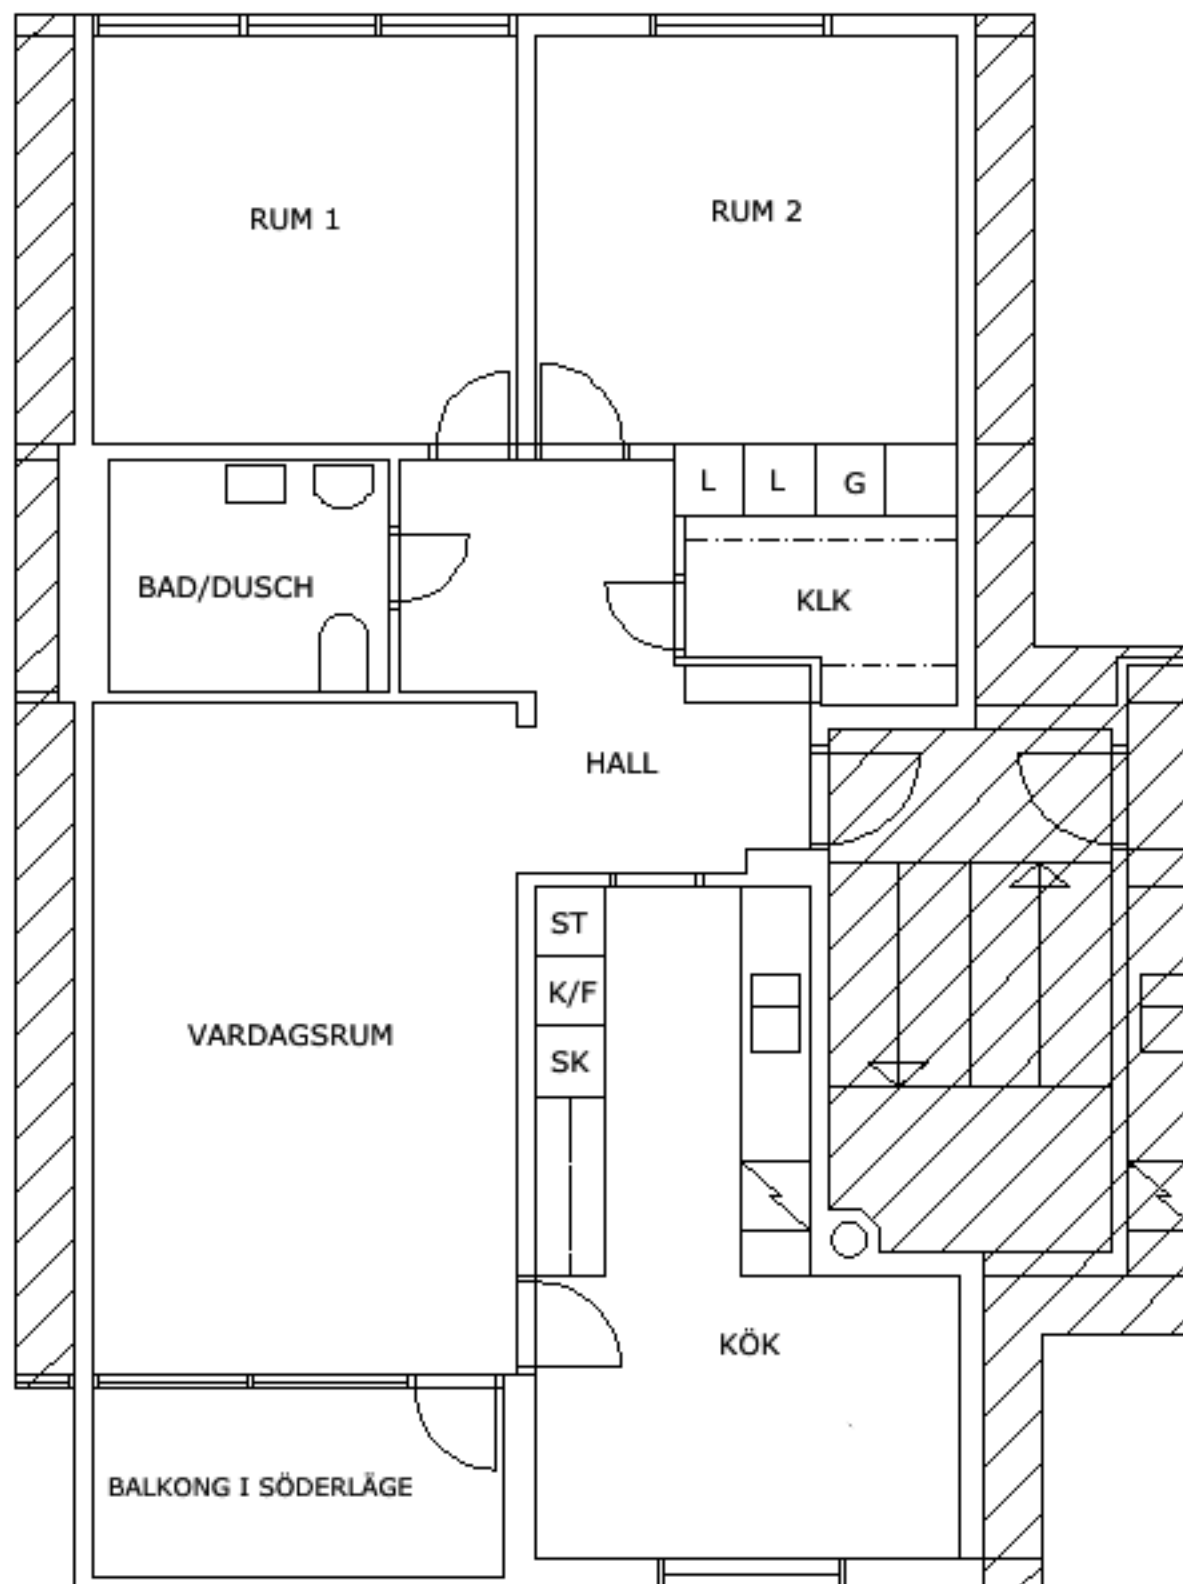 RUM 1
RUM 2
L
L
G
BAD/DUSCH
KLK
HALL
ST
K/F
SK
VARDAGSRUM
KÖK
BALKONG I SÖDERLÄGE